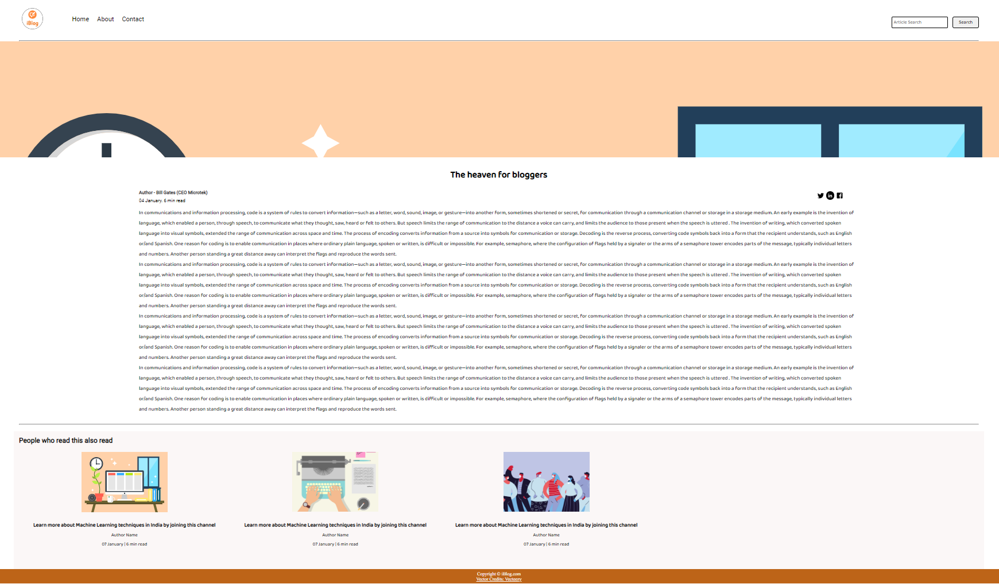 iBlog
Home About Contact
Article Search Search
The heaven for bloggers
Author - Bill Gates (CEO Microtek)
04 January. 6 min read
In communications and information processing, code is a system of rules to convert information—such as a letter, word, sound, image, or gesture—into another form, sometimes shortened or secret, for communication through a communication channel or storage in a storage medium. An early example is the invention of
language, which enabled a person, through speech, to communicate what they thought, saw, heard or felt to others. But speech limits the range of communication to the distance a voice can carry, and limits the audience to those present when the speech is uttered . The invention of writing, which converted spoken
language into visual symbols, extended the range of communication across space and time. The process of encoding converts information from a source into symbols for communication or storage. Decoding is the reverse process, converting code symbols back into a form that the recipient understands, such as English
or/and Spanish. One reason for coding is to enable communication in places where ordinary plain language, spoken or written, is difficult or impossible. For example, semaphore, where the configuration of flags held by a signaler or the arms of a semaphore tower encodes parts of the message, typically individual letters
and numbers. Another person standing a great distance away can interpret the flags and reproduce the words sent.
In communications and information processing, code is a system of rules to convert information—such as a letter, word, sound, image, or gesture—into another form, sometimes shortened or secret, for communication through a communication channel or storage in a storage medium. An early example is the invention of
language, which enabled a person, through speech, to communicate what they thought, saw, heard or felt to others. But speech limits the range of communication to the distance a voice can carry, and limits the audience to those present when the speech is uttered . The invention of writing, which converted spoken
language into visual symbols, extended the range of communication across space and time. The process of encoding converts information from a source into symbols for communication or storage. Decoding is the reverse process, converting code symbols back into a form that the recipient understands, such as English
or/and Spanish. One reason for coding is to enable communication in places where ordinary plain language, spoken or written, is difficult or impossible. For example, semaphore, where the configuration of flags held by a signaler or the arms of a semaphore tower encodes parts of the message, typically individual letters
and numbers. Another person standing a great distance away can interpret the flags and reproduce the words sent.
In communications and information processing, code is a system of rules to convert information—such as a letter, word, sound, image, or gesture—into another form, sometimes shortened or secret, for communication through a communication channel or storage in a storage medium. An early example is the invention of
language, which enabled a person, through speech, to communicate what they thought, saw, heard or felt to others. But speech limits the range of communication to the distance a voice can carry, and limits the audience to those present when the speech is uttered . The invention of writing, which converted spoken
language into visual symbols, extended the range of communication across space and time. The process of encoding converts information from a source into symbols for communication or storage. Decoding is the reverse process, converting code symbols back into a form that the recipient understands, such as English
or/and Spanish. One reason for coding is to enable communication in places where ordinary plain language, spoken or written, is difficult or impossible. For example, semaphore, where the configuration of flags held by a signaler or the arms of a semaphore tower encodes parts of the message, typically individual letters
and numbers. Another person standing a great distance away can interpret the flags and reproduce the words sent.
In communications and information processing, code is a system of rules to convert information—such as a letter, word, sound, image, or gesture—into another form, sometimes shortened or secret, for communication through a communication channel or storage in a storage medium. An early example is the invention of
language, which enabled a person, through speech, to communicate what they thought, saw, heard or felt to others. But speech limits the range of communication to the distance a voice can carry, and limits the audience to those present when the speech is uttered . The invention of writing, which converted spoken
language into visual symbols, extended the range of communication across space and time. The process of encoding converts information from a source into symbols for communication or storage. Decoding is the reverse process, converting code symbols back into a form that the recipient understands, such as English
or/and Spanish. One reason for coding is to enable communication in places where ordinary plain language, spoken or written, is difficult or impossible. For example, semaphore, where the configuration of flags held by a signaler or the arms of a semaphore tower encodes parts of the message, typically individual letters
and numbers. Another person standing a great distance away can interpret the flags and reproduce the words sent.
People who read this also read
Learn more about Machine Learning techniques in India by joining this channel
Author Name
07 January | 6 min read
Learn more about Machine Learning techniques in India by joining this channel
Author Name
07 January | 6 min read
Learn more about Machine Learning techniques in India by joining this channel
Author Name
07 January | 6 min read
Copyright © iBlog.com
Vector Credits: Vecteezy